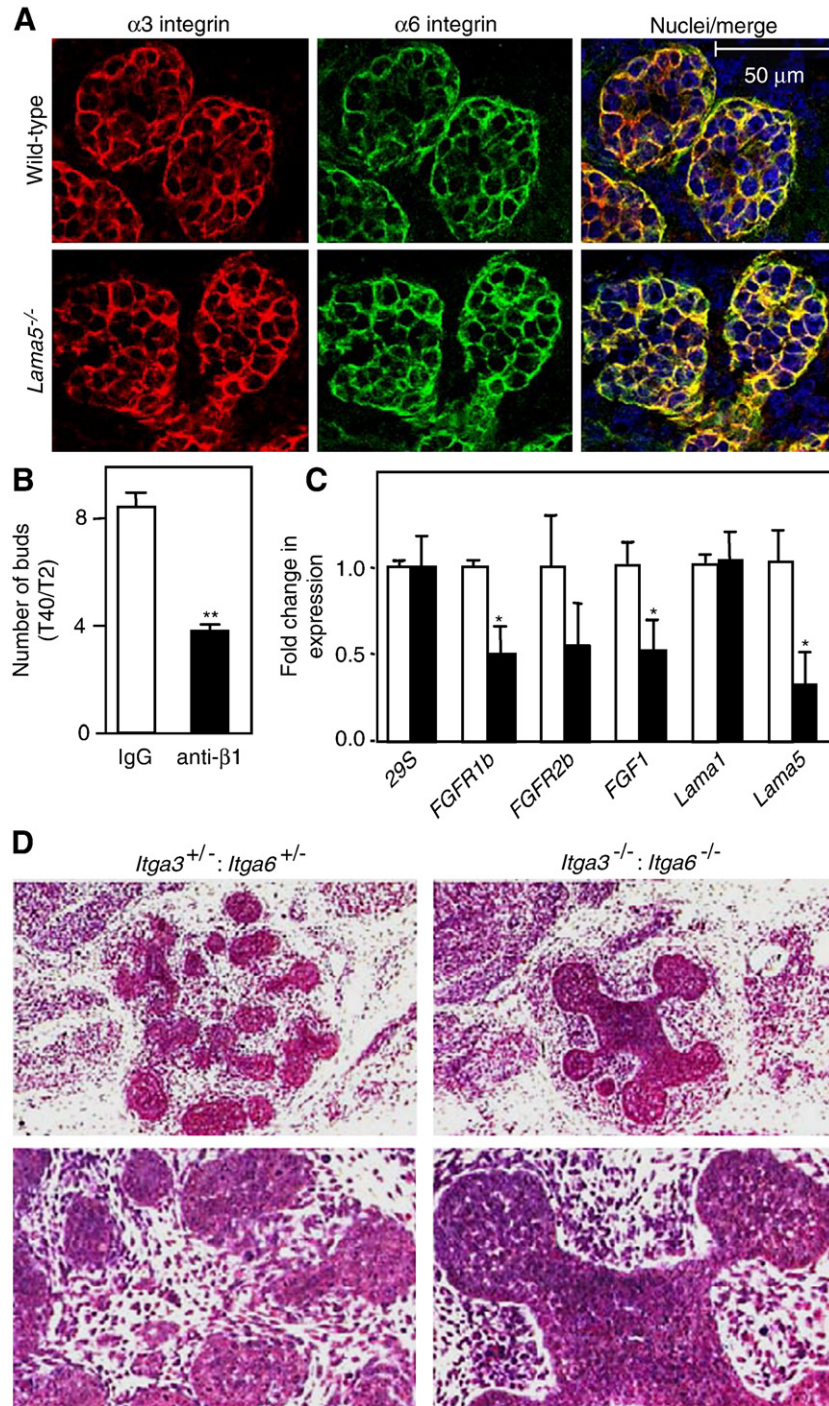 A
α3 integrin
α6 integrin
Nuclei/merge
50 µm
Wild-type
Lama5-/-
B
Number of buds
(T40/T2)
8
4
0
**
IgG
anti-β1
C
Fold change in
expression
1.0
0.5
0.0
*
*
*
29S
FGFR1b
FGFR2b
FGF1
Lama1
Lama5
D
Itga3+/- : Itga6+/-
Itga3-/- : Itga6-/-